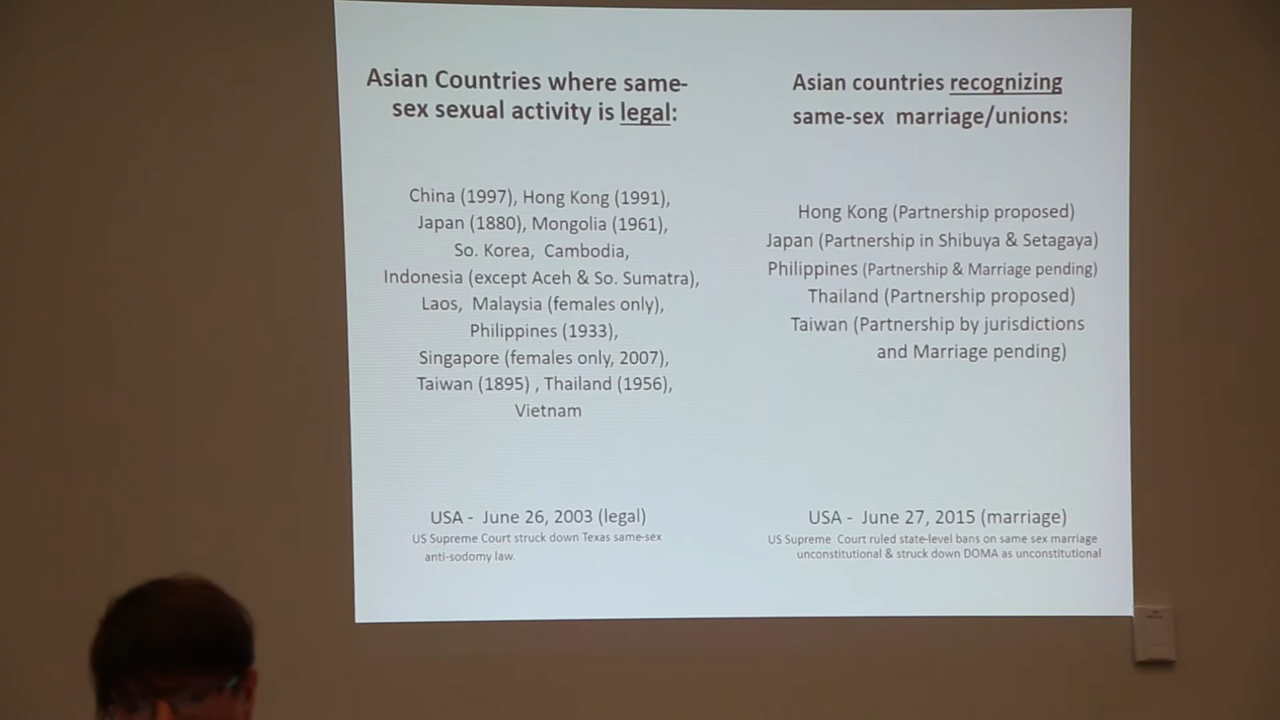 Asian Countries where same-
sex sexual activity is legal:
China (1997), Hong Kong (1991),
Japan (1880), Mongolia (1961),
So. Korea,  Cambodia,
Indonesia (except Aceh & So. Sumatra),
Laos,  Malaysia (females only),
Philippines (1933),
Singapore (females only, 2007),
Taiwan (1895) , Thailand (1956),
Vietnam
USA -  June 26, 2003 (legal)
US Supreme Court struck down Texas same-sex
anti-sodomy law.
Asian countries recognizing
same-sex  marriage/unions:
Hong Kong (Partnership proposed)
Japan (Partnership in Shibuya & Setagaya)
Philippines (Partnership & Marriage pending)
Thailand (Partnership proposed)
Taiwan (Partnership by jurisdictions
and Marriage pending)
USA -  June 27, 2015 (marriage)
US Supreme  Court ruled state-level bans on same sex marriage
unconstitutional & struck down DOMA as unconstitutional